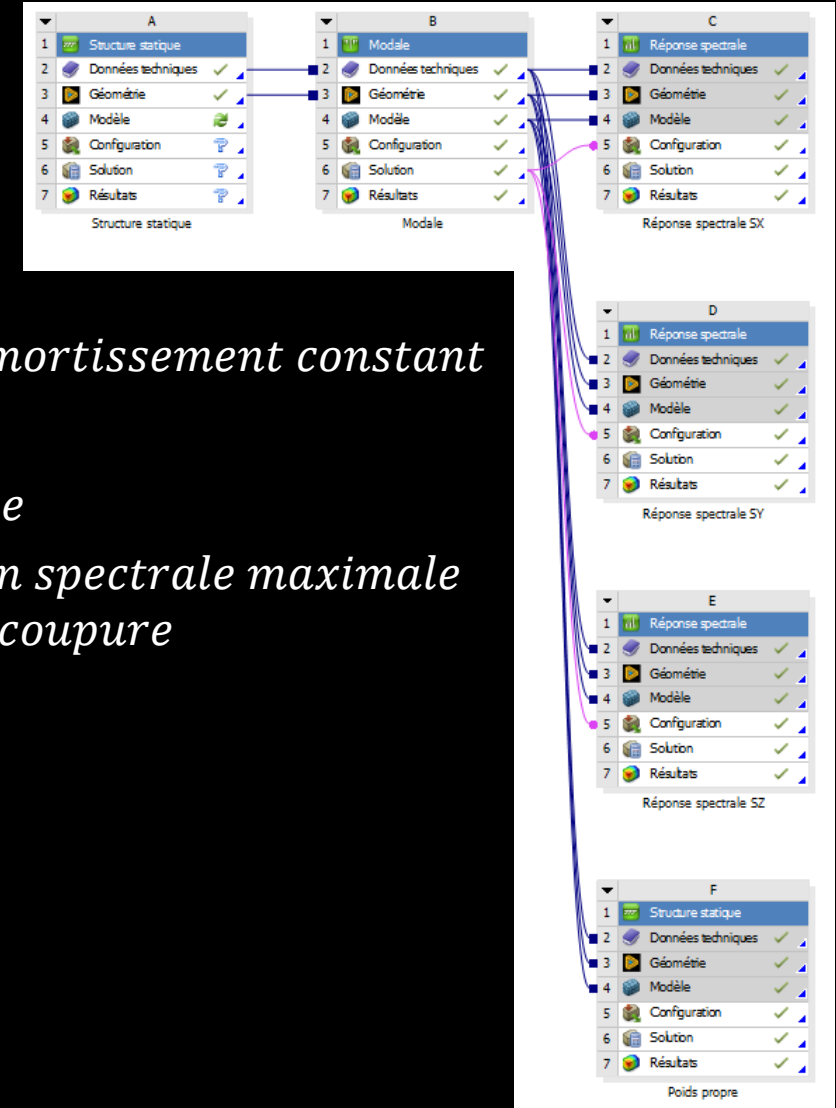 A
1 Structure statique
2 Données techniques
3 Géométrie
4 Modèle
5 Configuration
6 Solution
7 Résultats
Structure statique
B
1 Modale
2 Données techniques
3 Géométrie
4 Modèle
5 Configuration
6 Solution
7 Résultats
Modale
C
1 Réponse spectrale
2 Données techniques
3 Géométrie
4 Modèle
5 Configuration
6 Solution
7 Résultats
Réponse spectrale SX
mortissement constant
e
n spectrale maximale
coupure
D
1 Réponse spectrale
2 Données techniques
3 Géométrie
4 Modèle
5 Configuration
6 Solution
7 Résultats
Réponse spectrale SY
E
1 Réponse spectrale
2 Données techniques
3 Géométrie
4 Modèle
5 Configuration
6 Solution
7 Résultats
Réponse spectrale SZ
F
1 Structure statique
2 Données techniques
3 Géométrie
4 Modèle
5 Configuration
6 Solution
7 Résultats
Poids propre